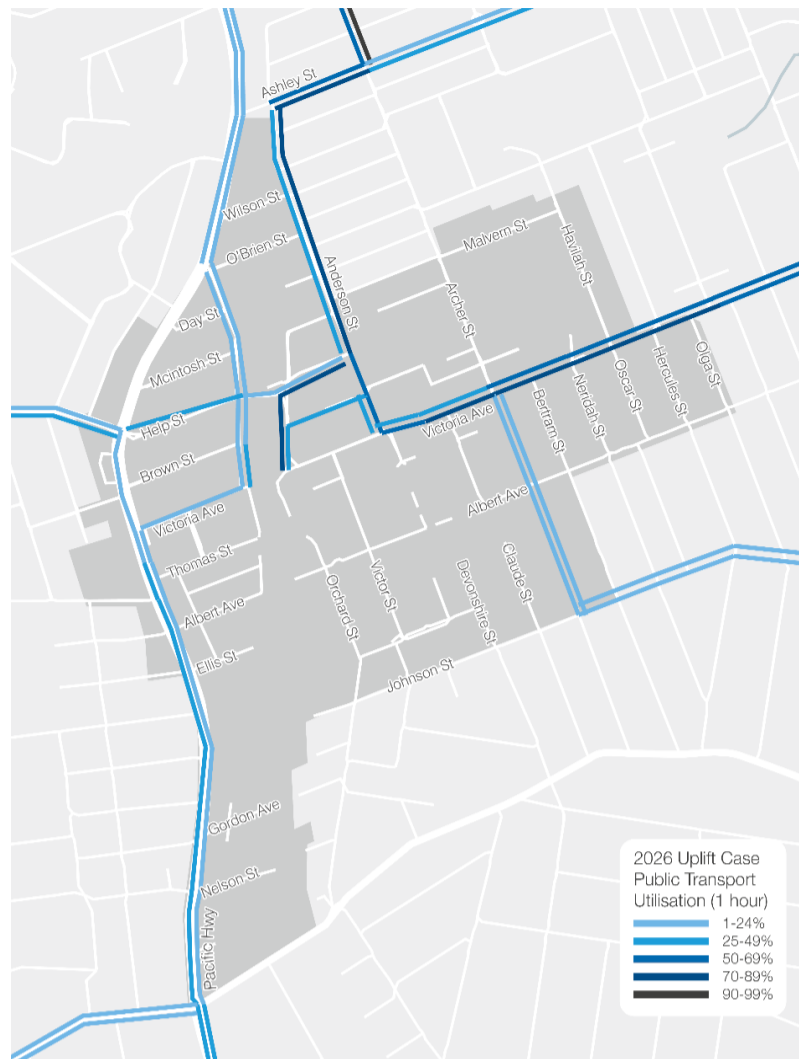 Ashley St
Wilson St
O'Brien St
Malvern St
Havilah St
Anderson St
Archer St
Day St
Mcintosh St
Olga St
Hercules St
Oscar St
Neridah St
Bertram St
Victoria Ave
Help St
Brown St
Albert Ave
Victoria Ave
Thomas St
Claude St
Devonshire St
Victor St
Orchard St
Albert Ave
Ellis St
Johnson St
Gordon Ave
Nelson St
Pacific Hwy
2026 Uplift Case
Public Transport
Utilisation (1 hour)
1-24%
25-49%
50-69%
70-89%
90-99%